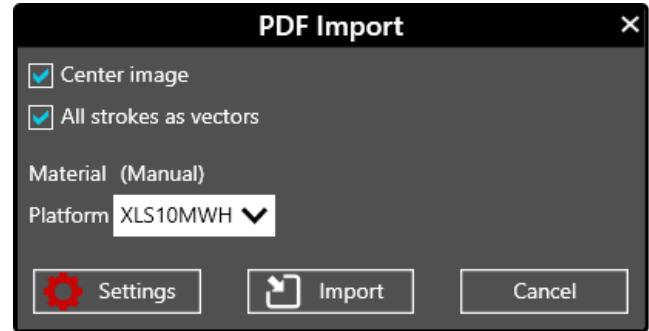 PDF Import
Center image
All strokes as vectors
Material (Manual)
Platform XLS10MWH
Settings Import Cancel